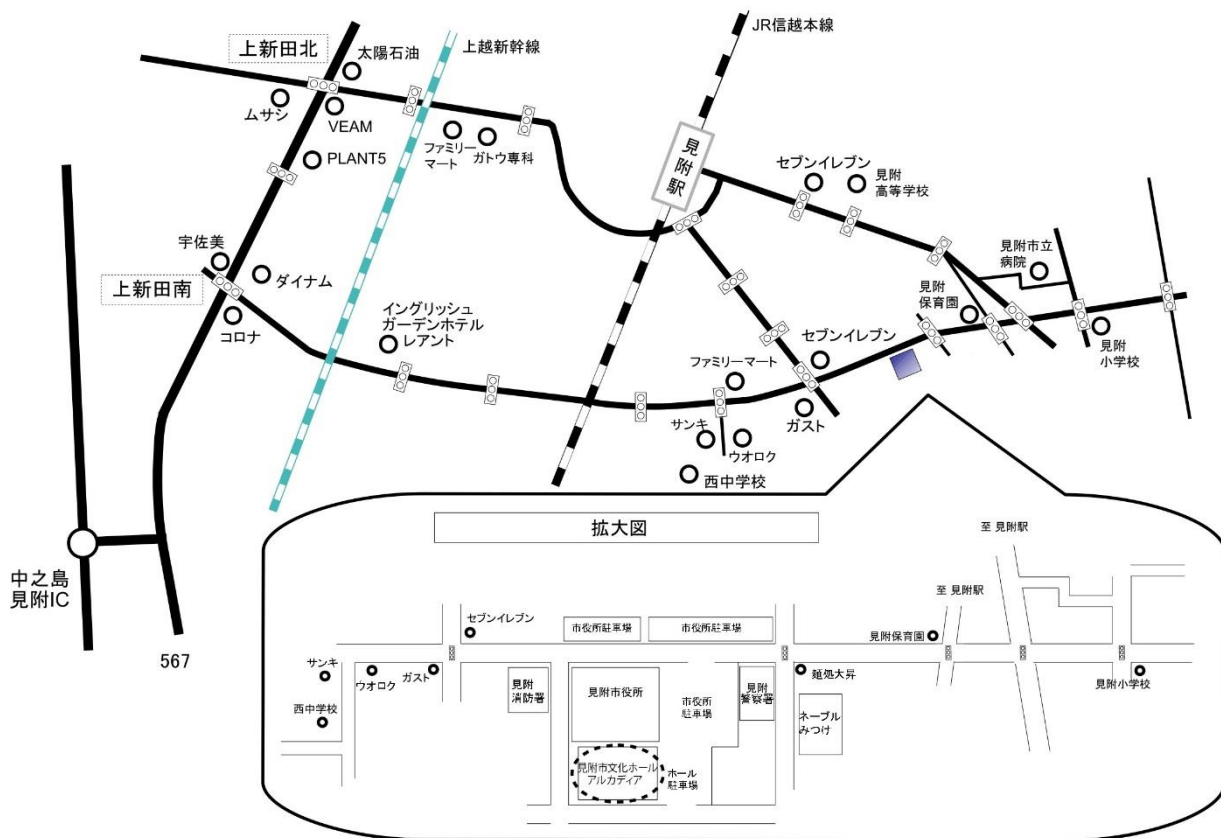 上新田北
太陽石油
上越新幹線
JR信越本線
ムサシ
VEAM
ファミリー
マート
ガトウ専科
PLANT5
見附駅
セブンイレブン
見附
高等学校
宇佐美
ダイナム
上新田南
コロナ
イングリッシュ
ガーデンホテル
レアント
見附市立
病院
見附
保育園
セブンイレブン
ファミリーマート
見附
小学校
サンキ
ウオロク
ガスト
西中学校
中之島
見附IC
567
拡大図
至 見附駅
至 見附駅
セブンイレブン
市役所駐車場
市役所駐車場
見附保育園
サンキ
ウオロク
ガスト
見附
消防署
見附市役所
市役所
駐車場
見附
警察署
麺処大昇
見附小学校
西中学校
ネーブル
みつけ
見附市文化ホール
アルカディア
ホール
駐車場